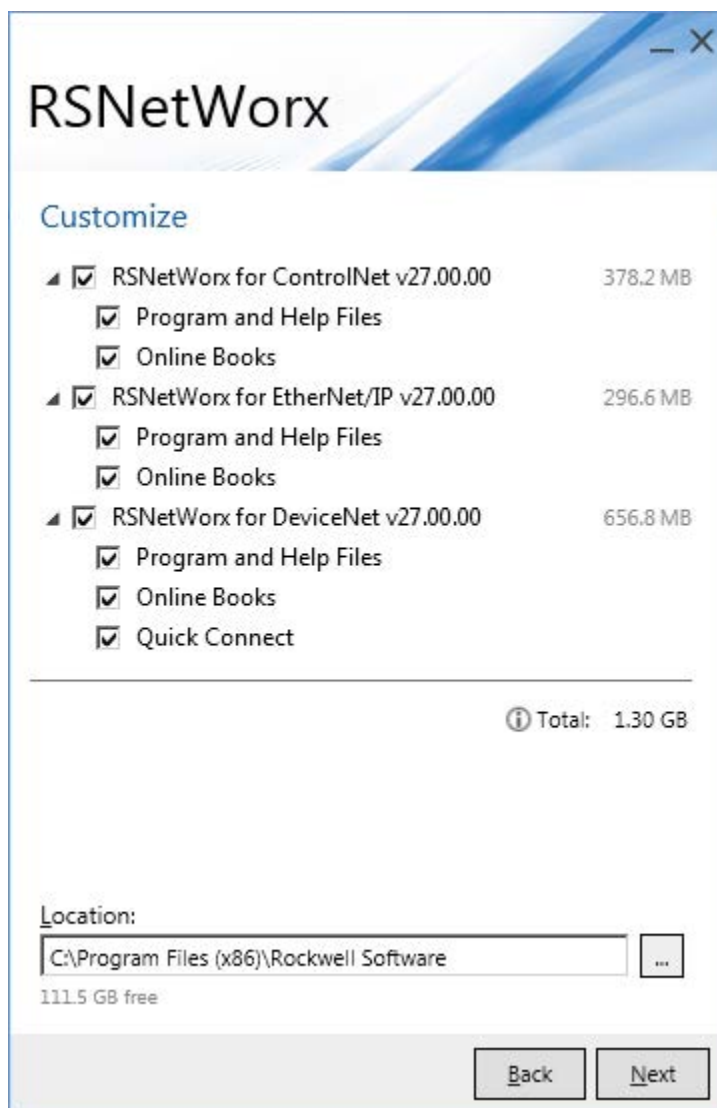 RSNetWorx
Customize
RSNetWorx for ControlNet v27.00.00 378.2 MB
Program and Help Files
Online Books
RSNetWorx for EtherNet/IP v27.00.00 296.6 MB
Program and Help Files
Online Books
RSNetWorx for DeviceNet v27.00.00 656.8 MB
Program and Help Files
Online Books
Quick Connect
Total: 1.30 GB
Location:
C:\Program Files (x86)\Rockwell Software ...
111.5 GB free
Back Next